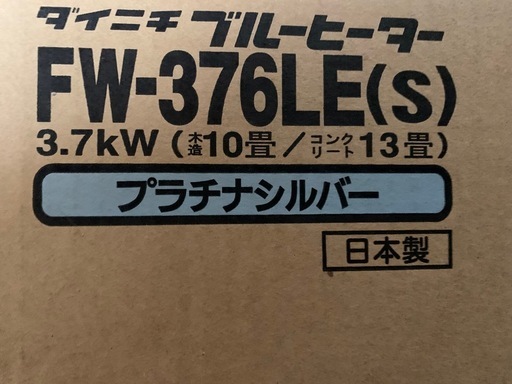 ダイニチ ブルーヒーター
FW-376LE(S)
3.7kW（木造10畳／コンクリート13畳）
プラチナシルバー
日本製